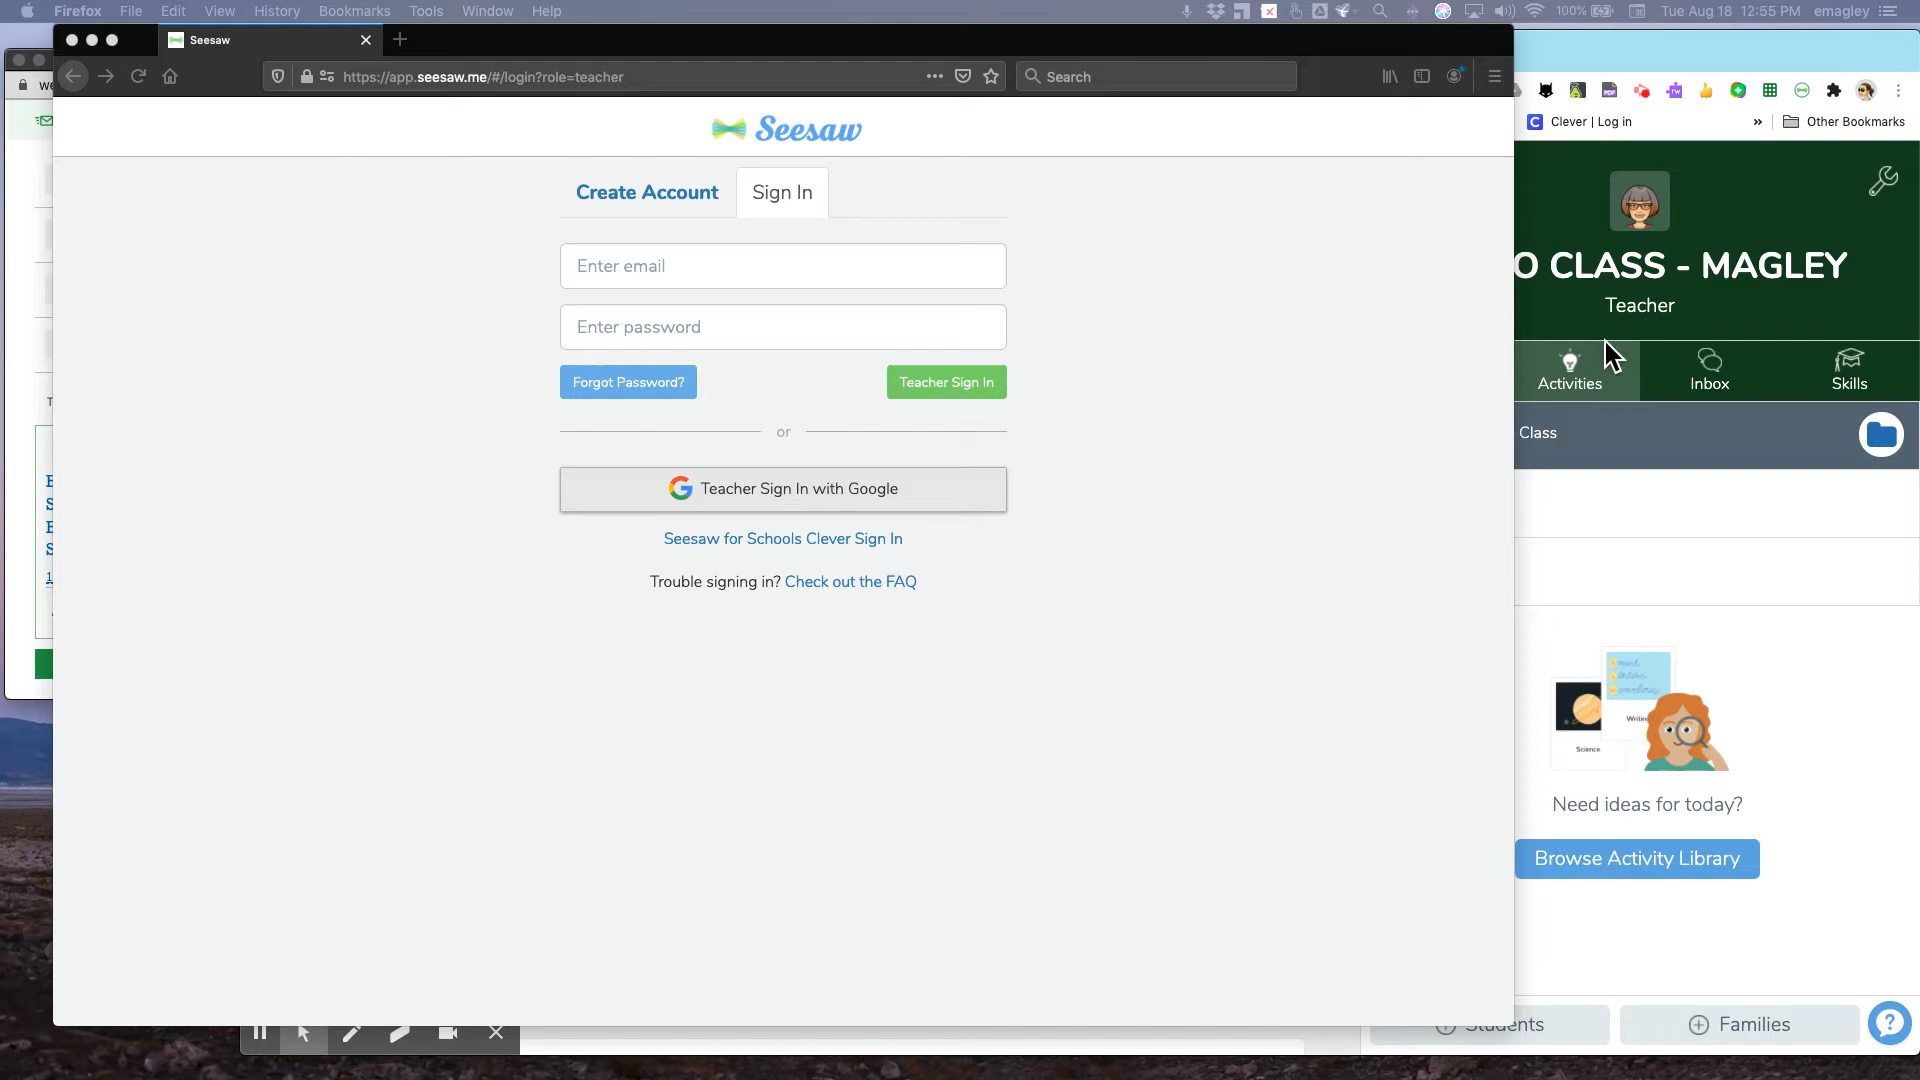 Firefox File Edit View History Bookmarks Tools Window Help
100% Tue Aug 18 12:55 PM emagley
Seesaw
https://app.seesaw.me/#/login?role=teacher
Search
we
Clever | Log in
Other Bookmarks
Seesaw
Create Account
Sign In
Enter email
Enter password
Forgot Password?
Teacher Sign In
or
Teacher Sign In with Google
Seesaw for Schools Clever Sign In
Trouble signing in? Check out the FAQ
O CLASS - MAGLEY
Teacher
Activities
Inbox
Skills
Class
Science
Need ideas for today?
Browse Activity Library
Students
Families